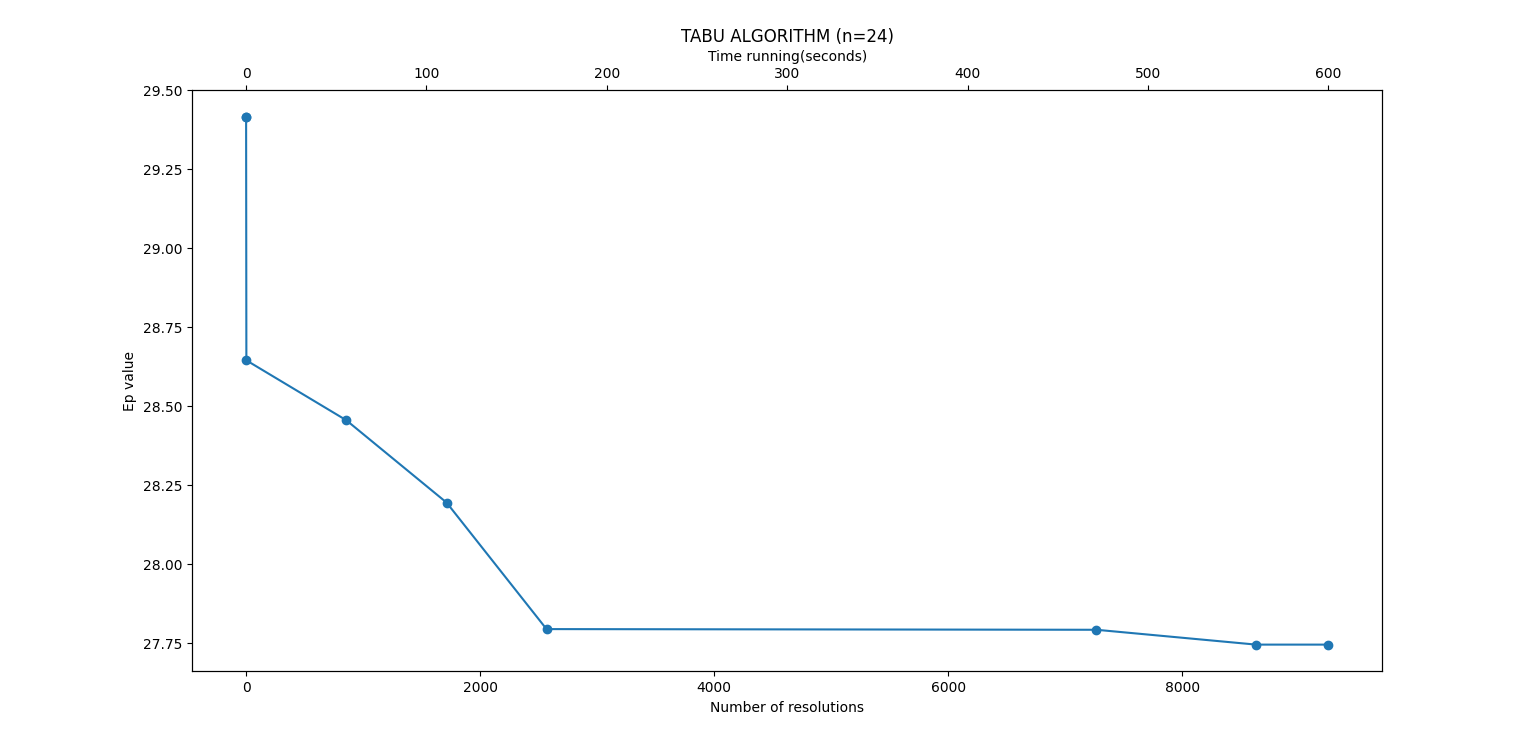 TABU ALGORITHM (n=24)
Time running(seconds)
0 100 200 300 400 500 600
29.50
29.25
29.00
28.75
28.50
28.25
28.00
27.75
Ep value
0 2000 4000 6000 8000
Number of resolutions